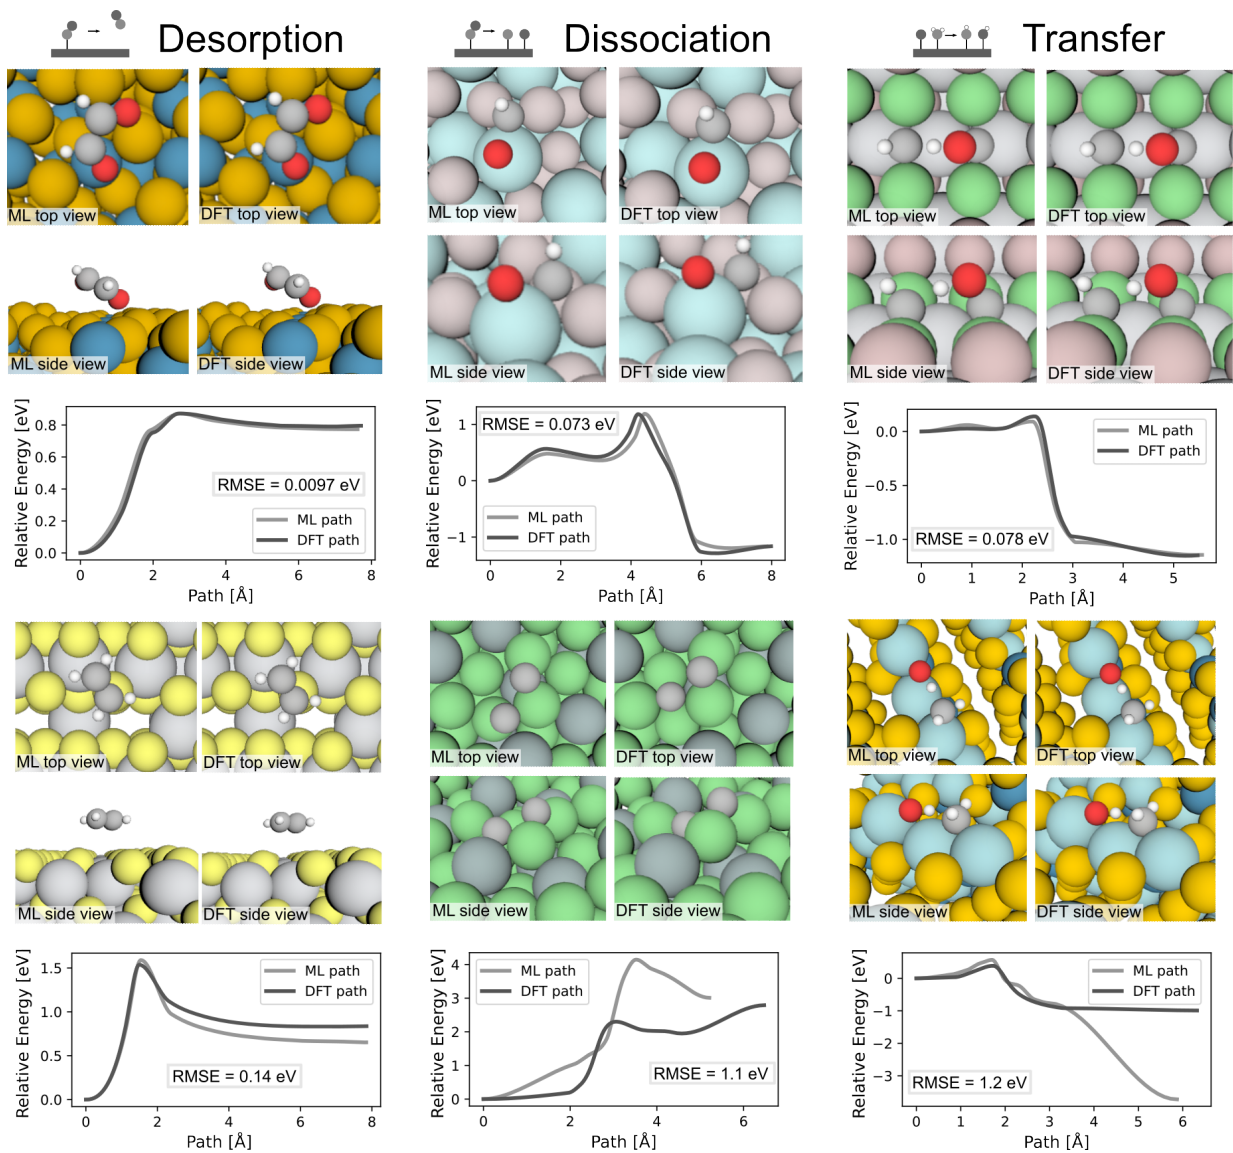 Desorption
Dissociation
Transfer
ML top view
DFT top view
ML top view
DFT top view
ML top view
DFT top view
ML side view
DFT side view
ML side view
DFT side view
ML side view
DFT side view
Relative Energy [eV]
0.8
0.6
0.4
0.2
0.0
RMSE = 0.0097 eV
ML path
DFT path
0 2 4 6 8
Path [Å]
Relative Energy [eV]
1
0
−1
RMSE = 0.073 eV
ML path
DFT path
0 2 4 6 8
Path [Å]
Relative Energy [eV]
0.0
−0.5
−1.0
ML path
DFT path
RMSE = 0.078 eV
0 1 2 3 4 5
Path [Å]
ML top view
DFT top view
ML top view
DFT top view
ML top view
DFT top view
ML side view
DFT side view
ML side view
DFT side view
ML side view
DFT side view
Relative Energy [eV]
1.5
1.0
0.5
0.0
ML path
DFT path
RMSE = 0.14 eV
0 2 4 6 8
Path [Å]
Relative Energy [eV]
4
3
2
1
0
ML path
DFT path
RMSE = 1.1 eV
0 2 4 6
Path [Å]
Relative Energy [eV]
0
−1
−2
−3
ML path
DFT path
RMSE = 1.2 eV
0 1 2 3 4 5 6
Path [Å]